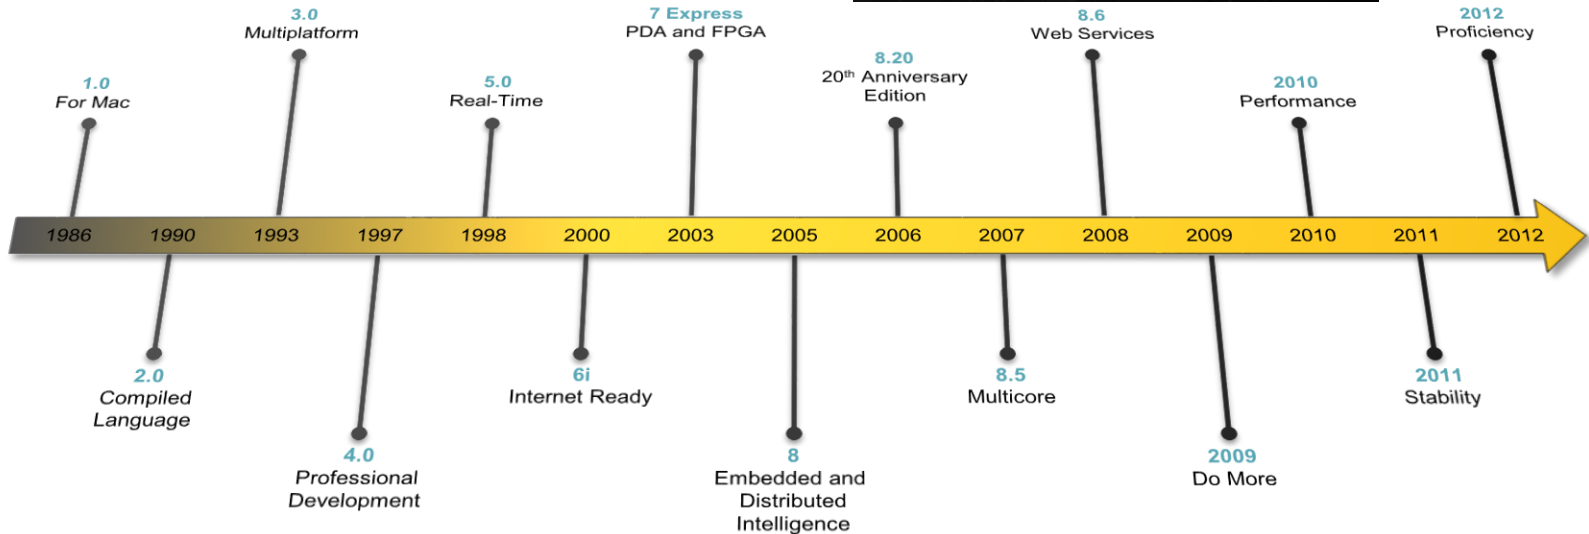 1.0
For Mac
3.0
Multiplatform
5.0
Real-Time
7 Express
PDA and FPGA
8.20
20th Anniversary
Edition
8.6
Web Services
2010
Performance
2012
Proficiency
1986 1990 1993 1997 1998 2000 2003 2005 2006 2007 2008 2009 2010 2011 2012
2.0
Compiled
Language
4.0
Professional
Development
6i
Internet Ready
8
Embedded and
Distributed
Intelligence
8.5
Multicore
2009
Do More
2011
Stability